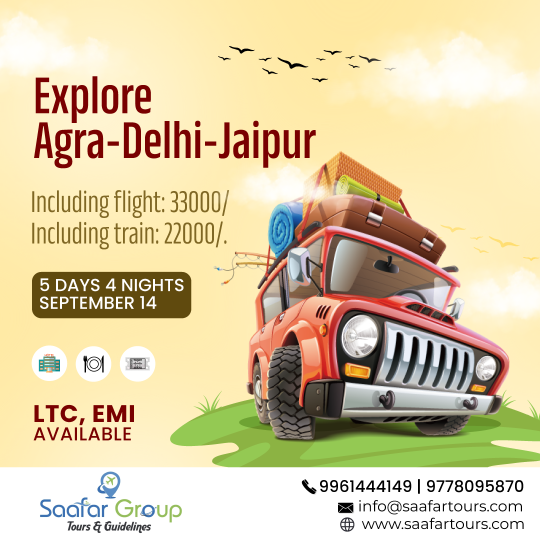 Explore
Agra-Delhi-Jaipur
Including flight: 33000/
Including train: 22000/.
5 DAYS 4 NIGHTS
SEPTEMBER 14
LTC, EMI
AVAILABLE
Saafar Group
Tours & Guidelines
9961444149 | 9778095870
info@saafartours.com
www.saafartours.com